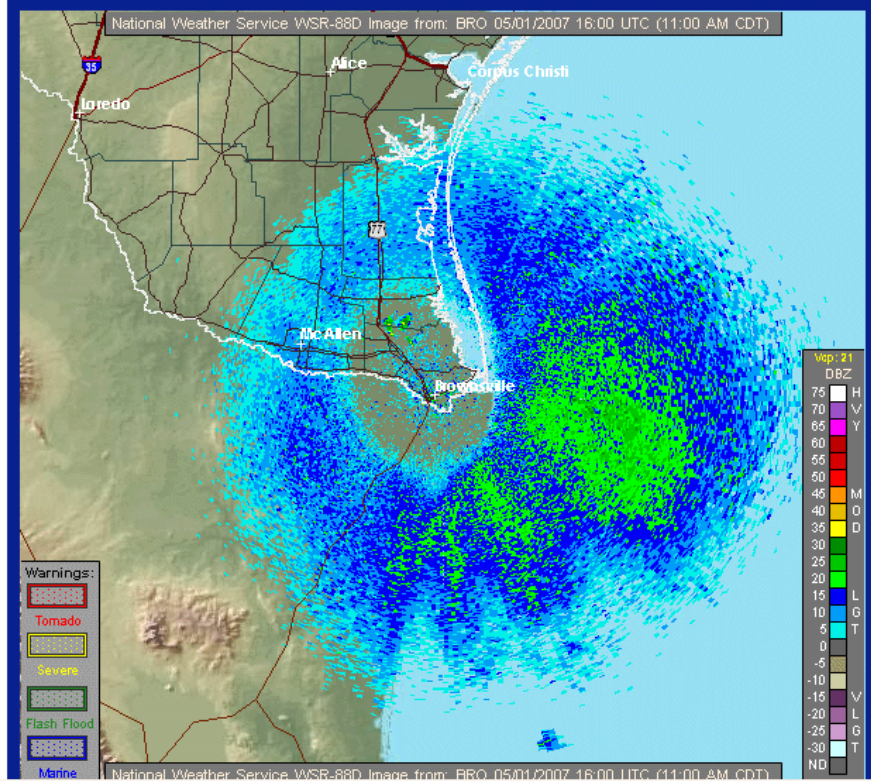 National Weather Service WSR-88D Image from: BRO 05/01/2007 16:00 UTC (11:00 AM CDT)
35
Alice
Corpus Christi
Loredo
77
Mc Allen
Brownsville
Vcp: 21
DBZ
75 H
70 V
65 Y
60
55
50
45 M
40 O
35 D
30
25
20
15 L
10 G
5 T
0
-5
-10
-15 V
-20 L
-25 G
-30 T
ND
Warnings:
Tornado
Severe
Flash Flood
Marine
National Weather Service WSR-88D Image from: BRO 05/01/2007 16:00 UTC (11:00 AM CDT)